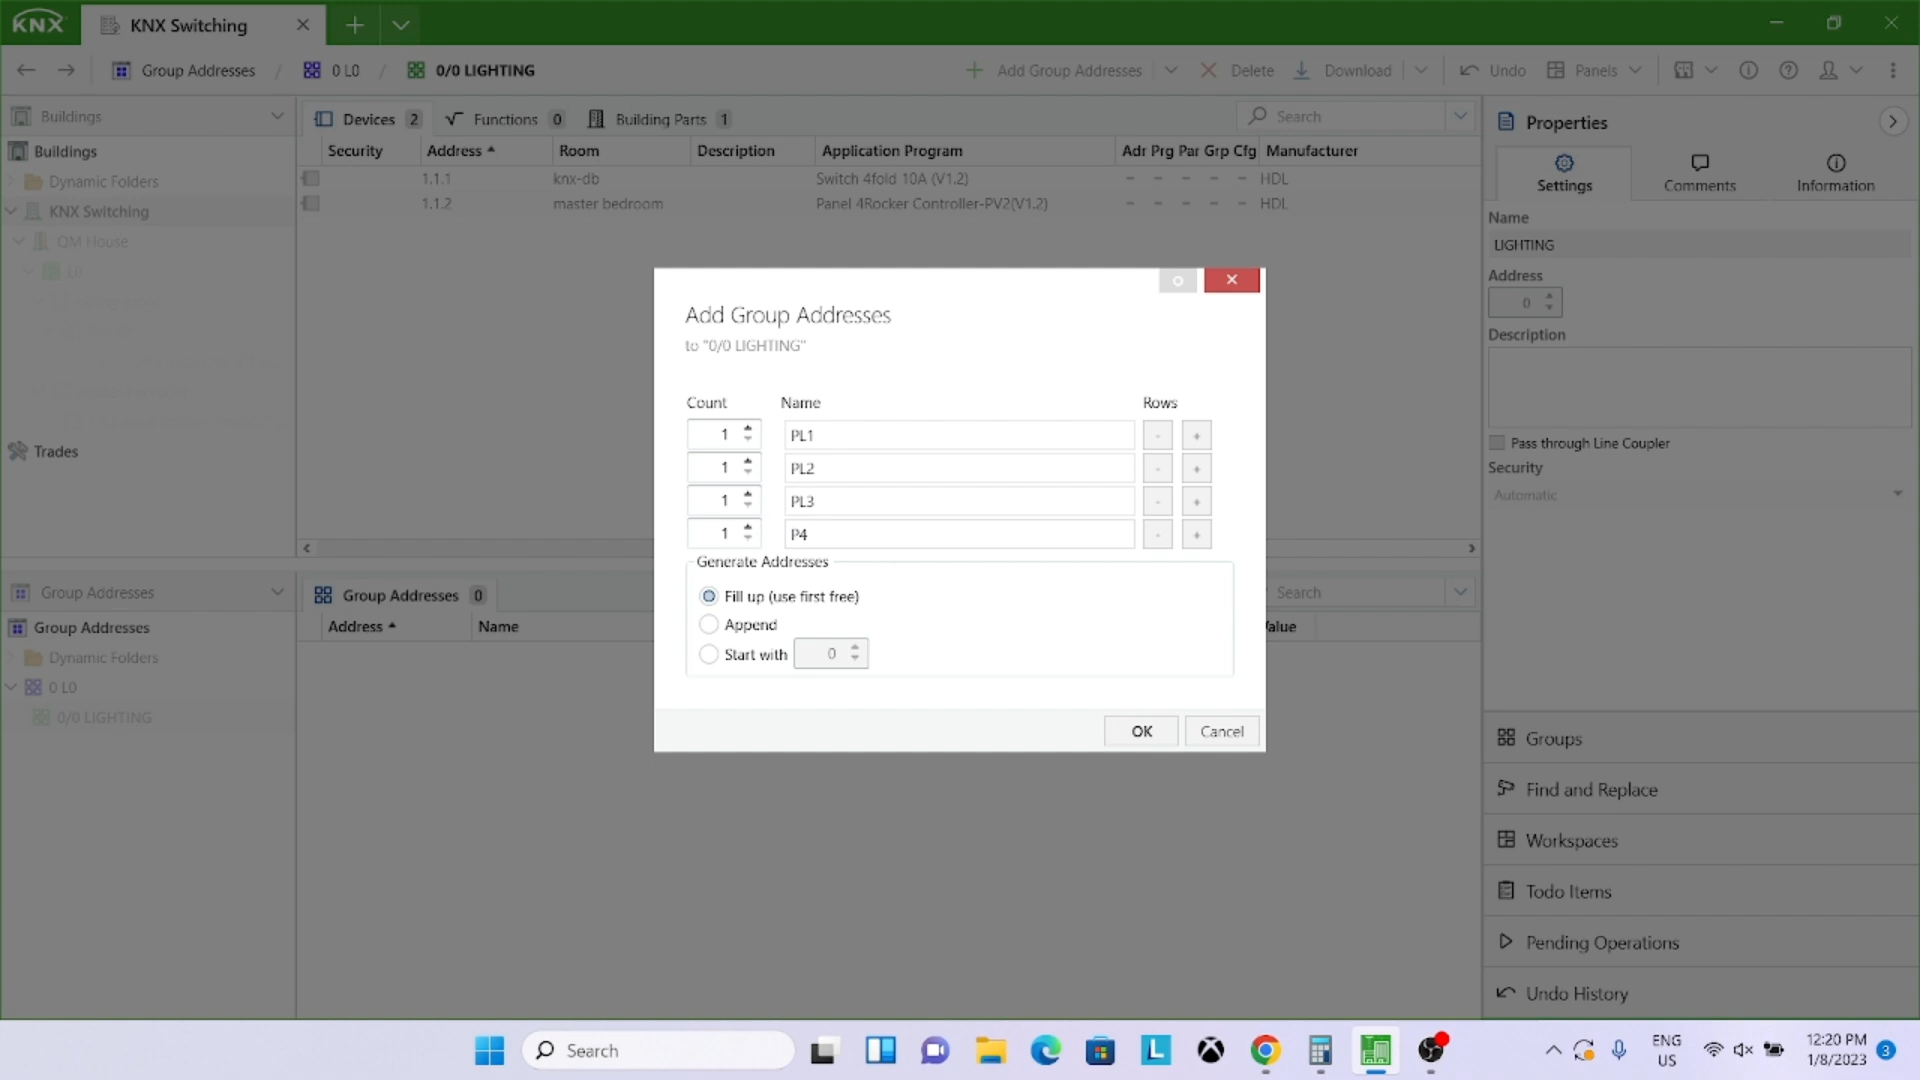 KNX
KNX Switching
Group Addresses / 0 L0 / 0/0 LIGHTING
Add Group Addresses
Delete
Download
Undo
Panels
Buildings
Buildings
Dynamic Folders
KNX Switching
QM House
L0
Trades
Devices 2
Functions 0
Building Parts 1
Search
Security Address Room Description Application Program Adr Prg Par Grp Cfg Manufacturer
1.1.1 knx-db Switch 4fold 10A (V1.2) - - - - - HDL
1.1.2 master bedroom Panel 4Rocker Controller-PV2(V1.2) - - - - - HDL
Add Group Addresses
to "0/0 LIGHTING"
Count Name Rows
1 PL1 - +
1 PL2 - +
1 PL3 - +
1 P4 - +
Generate Addresses
Fill up (use first free)
Append
Start with 0
OK Cancel
Group Addresses
Group Addresses
Dynamic Folders
0 L0
0/0 LIGHTING
Group Addresses 0
Search
Address Name
Properties
Settings
Comments
Information
Name
LIGHTING
Address
0
Description
Pass through Line Coupler
Security
Automatic
Groups
Find and Replace
Workspaces
Todo Items
Pending Operations
Undo History
Search
L
ENG
US
12:20 PM
1/8/2023
3